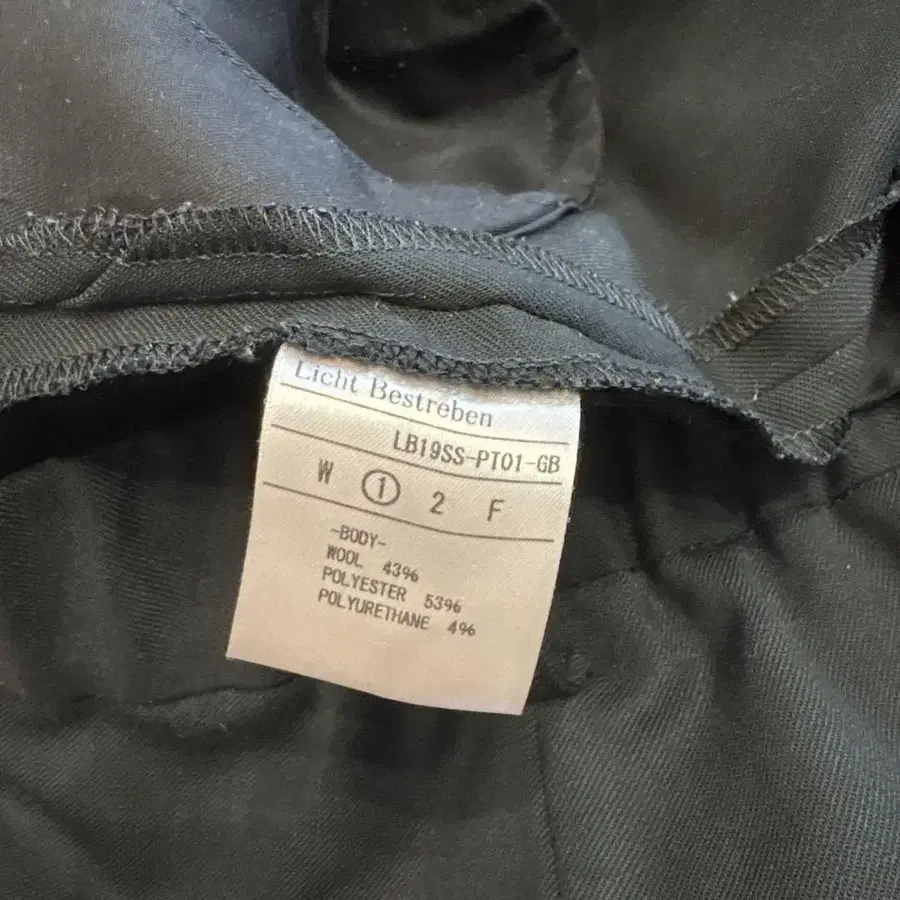 Licht Bestreben
LB19SS-PT01-GB
W 1 2 F
-BODY-
WOOL 43%
POLYESTER 53%
POLYURETHANE 4%